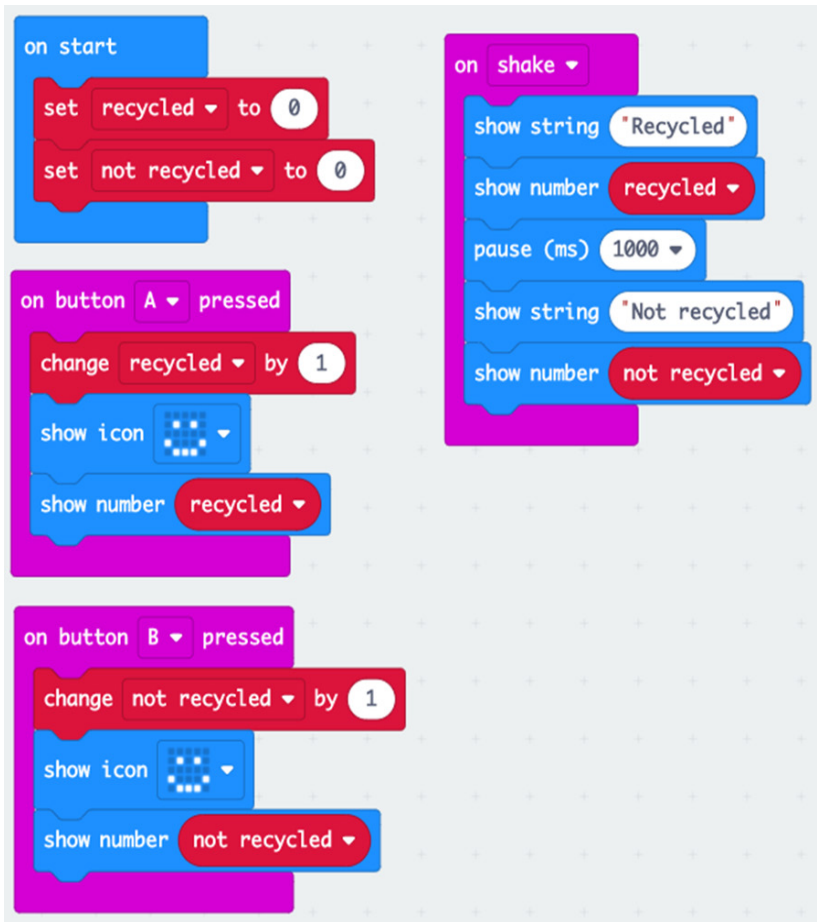 on start
set recycled to 0
set not recycled to 0
on button A pressed
change recycled by 1
show icon
show number recycled
on button B pressed
change not recycled by 1
show icon
show number not recycled
on shake
show string "Recycled"
show number recycled
pause (ms) 1000
show string "Not recycled"
show number not recycled